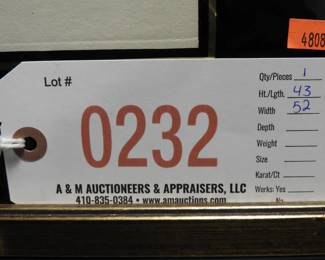 4808
Lot #
0232
Qty/Pieces 1
Ht./Lgth. 43
Width 52
Depth
Weight
Size
Karat/Ct
Works: Yes
No
A & M AUCTIONEERS & APPRAISERS, LLC
410-835-0384 • www.amauctions.com